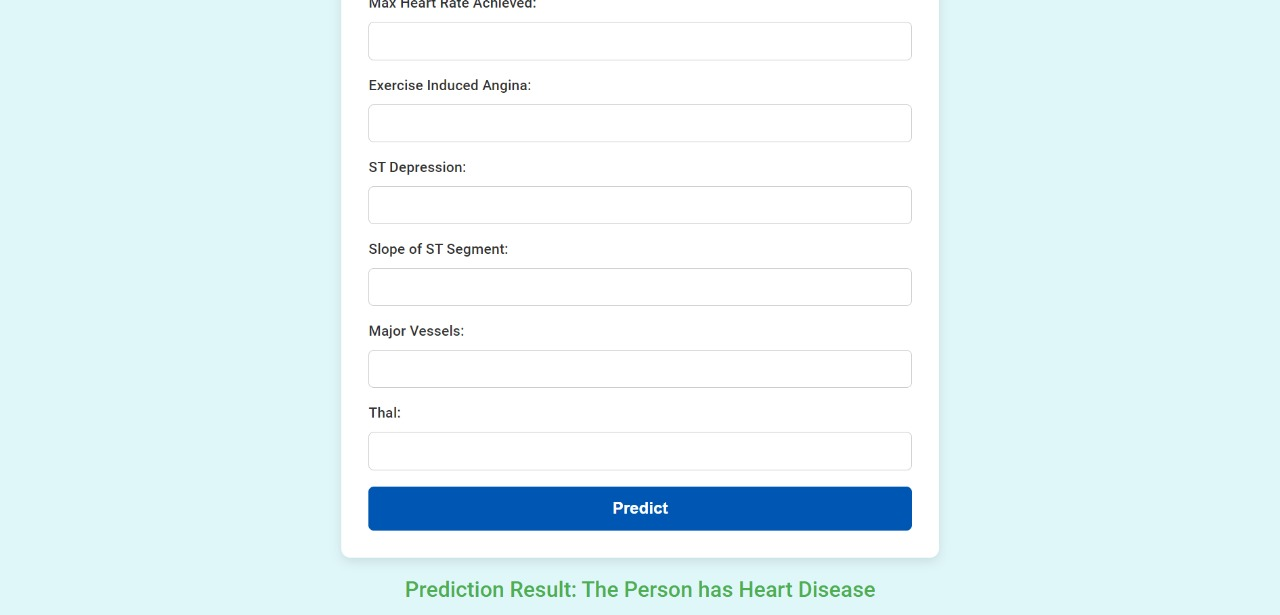 Max Heart Rate Achieved:
Exercise Induced Angina:
ST Depression:
Slope of ST Segment:
Major Vessels:
Thal:
Predict
Prediction Result: The Person has Heart Disease